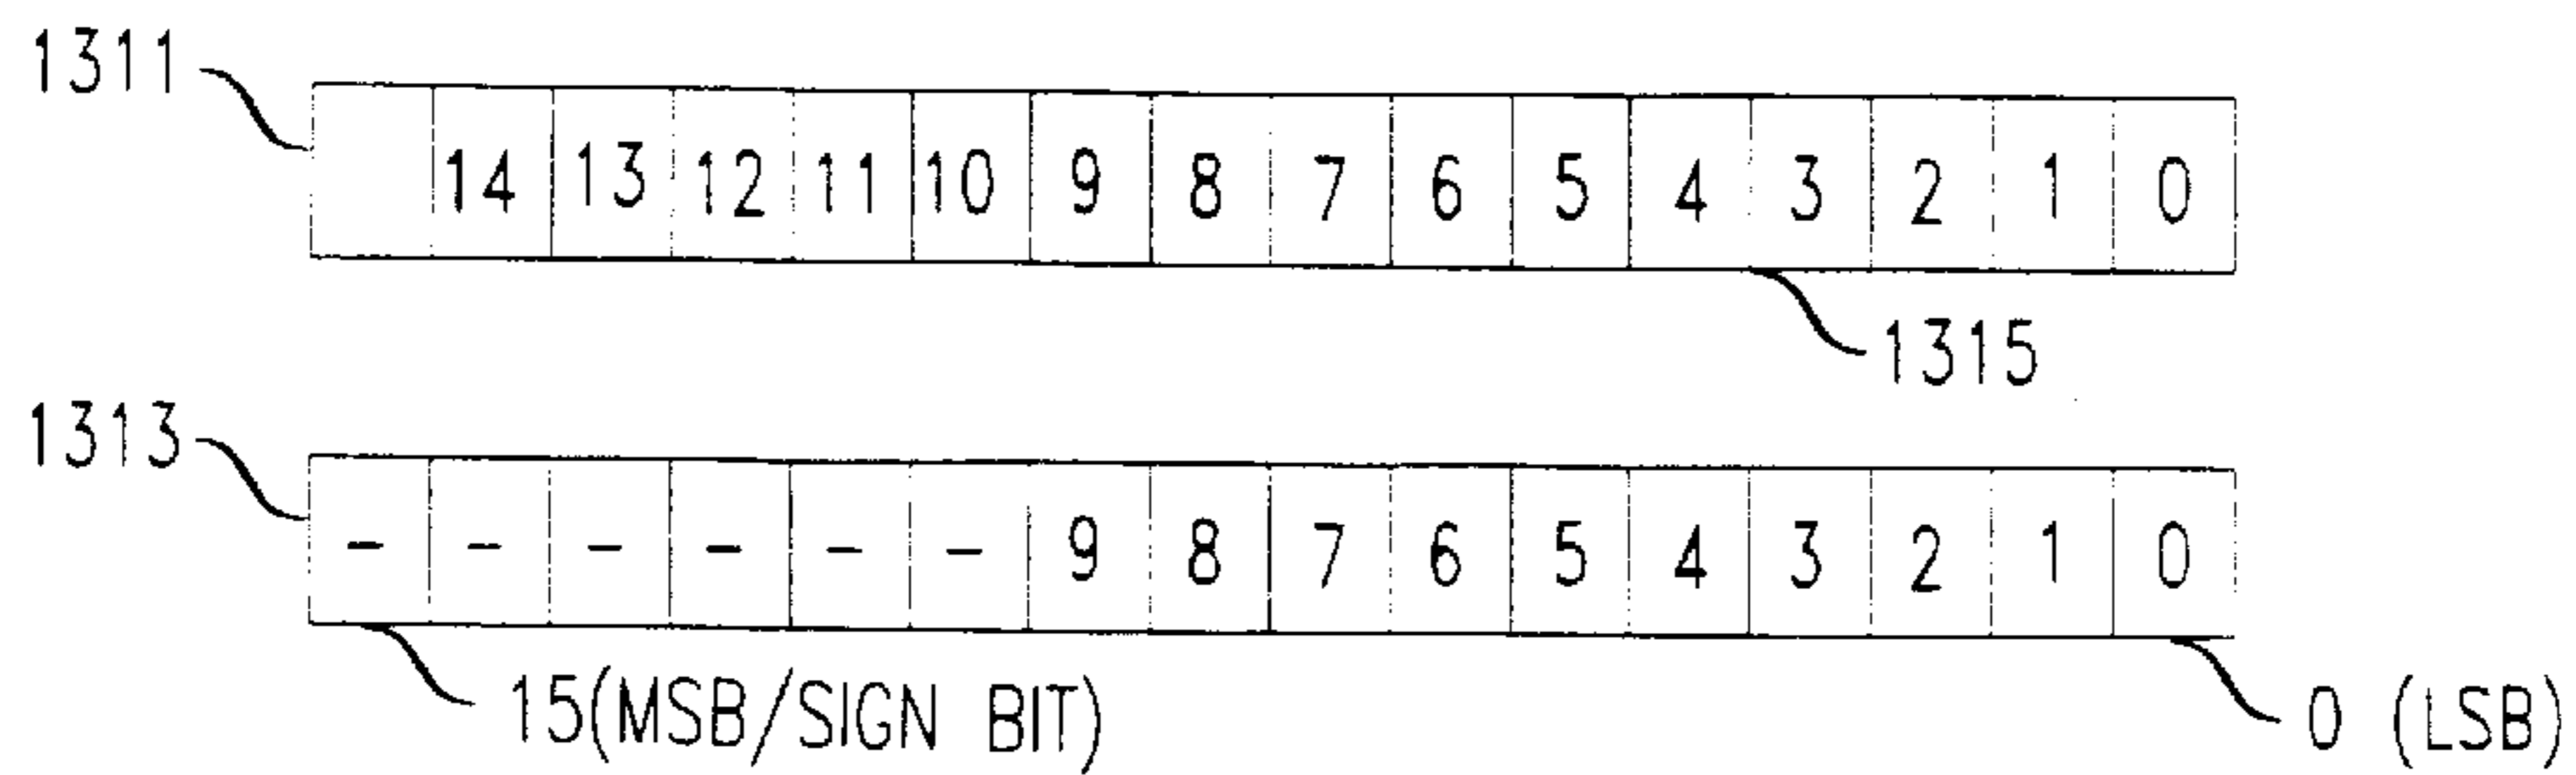 1311
14 13 12 11 10 9 8 7 6 5 4 3 2 1 0
1315
1313
- - - - - - 9 8 7 6 5 4 3 2 1 0
15(MSB/SIGN BIT)
0 (LSB)